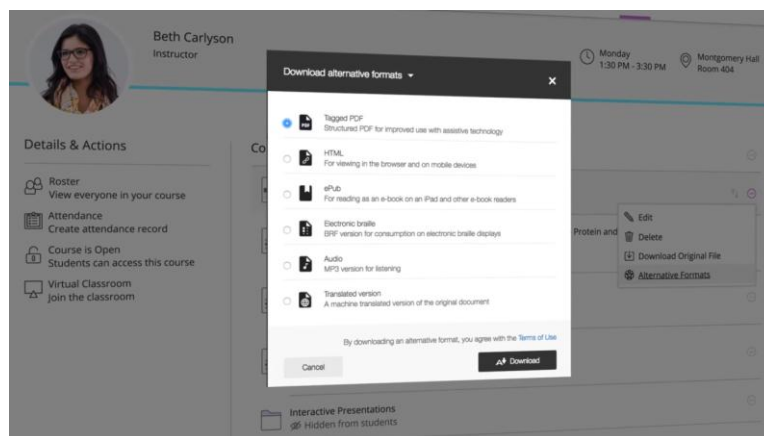 Beth Carlyson
Instructor
Monday
1:30 PM - 3:30 PM
Montgomery Hall
Room 404
Details & Actions
Roster
View everyone in your course
Attendance
Create attendance record
Course is Open
Students can access this course
Virtual Classroom
Join the classroom
Co
Download alternative formats
Tagged PDF
Structured PDF for improved use with assistive technology
HTML
For viewing in the browser and on mobile devices
ePub
For reading as an e-book on an iPad and other e-book readers
Electronic braille
BRF version for consumption on electronic braille displays
Audio
MP3 version for listening
Translated version
A machine translated version of the original document
By downloading an alternative format, you agree with the Terms of Use
Cancel
Download
Protein and
Edit
Delete
Download Original File
Alternative Formats
Interactive Presentations
Hidden from students